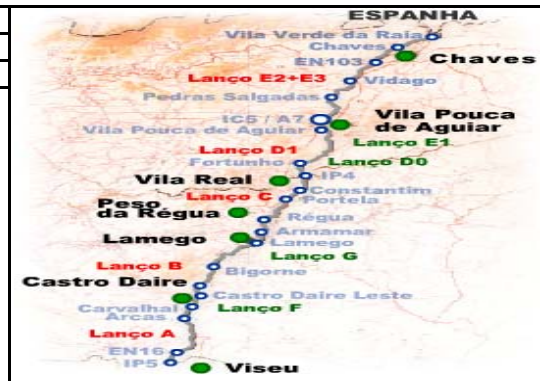 ESPANHA
Vila Verde da Raia
Chaves
Chaves
EN103
Lanço E2+E3
Vidago
Pedras Salgadas
IC5 / A7
Vila Pouca
de Aguiar
Vila Pouca de Aguiar
Lanço E1
Lanço D1
Fortunho
Lanço D0
Vila Real
IP4
Constantim
Lanço C
Portela
Peso
da Régua
Régua
Armamar
Lamego
Lamego
Lanço G
Lanço B
Bigorne
Castro Daire
Castro Daire Leste
Carvalhal
Lanço F
Arcas
Lanço A
EN16
IP5
Viseu